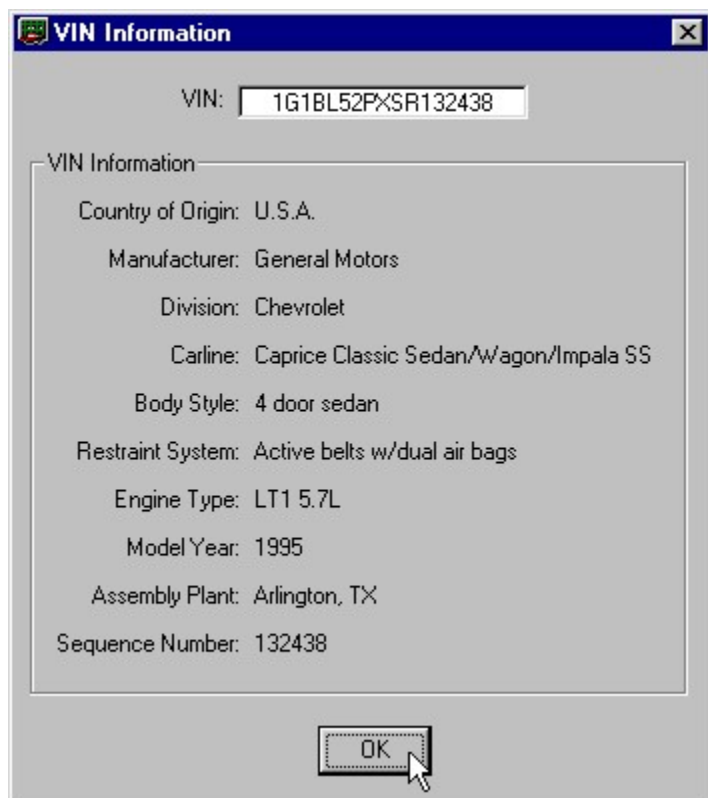 VIN Information
VIN: 1G1BL52PXSR132438
VIN Information
Country of Origin: U.S.A.
Manufacturer: General Motors
Division: Chevrolet
Carline: Caprice Classic Sedan/Wagon/Impala SS
Body Style: 4 door sedan
Restraint System: Active belts w/dual air bags
Engine Type: LT1 5.7L
Model Year: 1995
Assembly Plant: Arlington, TX
Sequence Number: 132438
OK